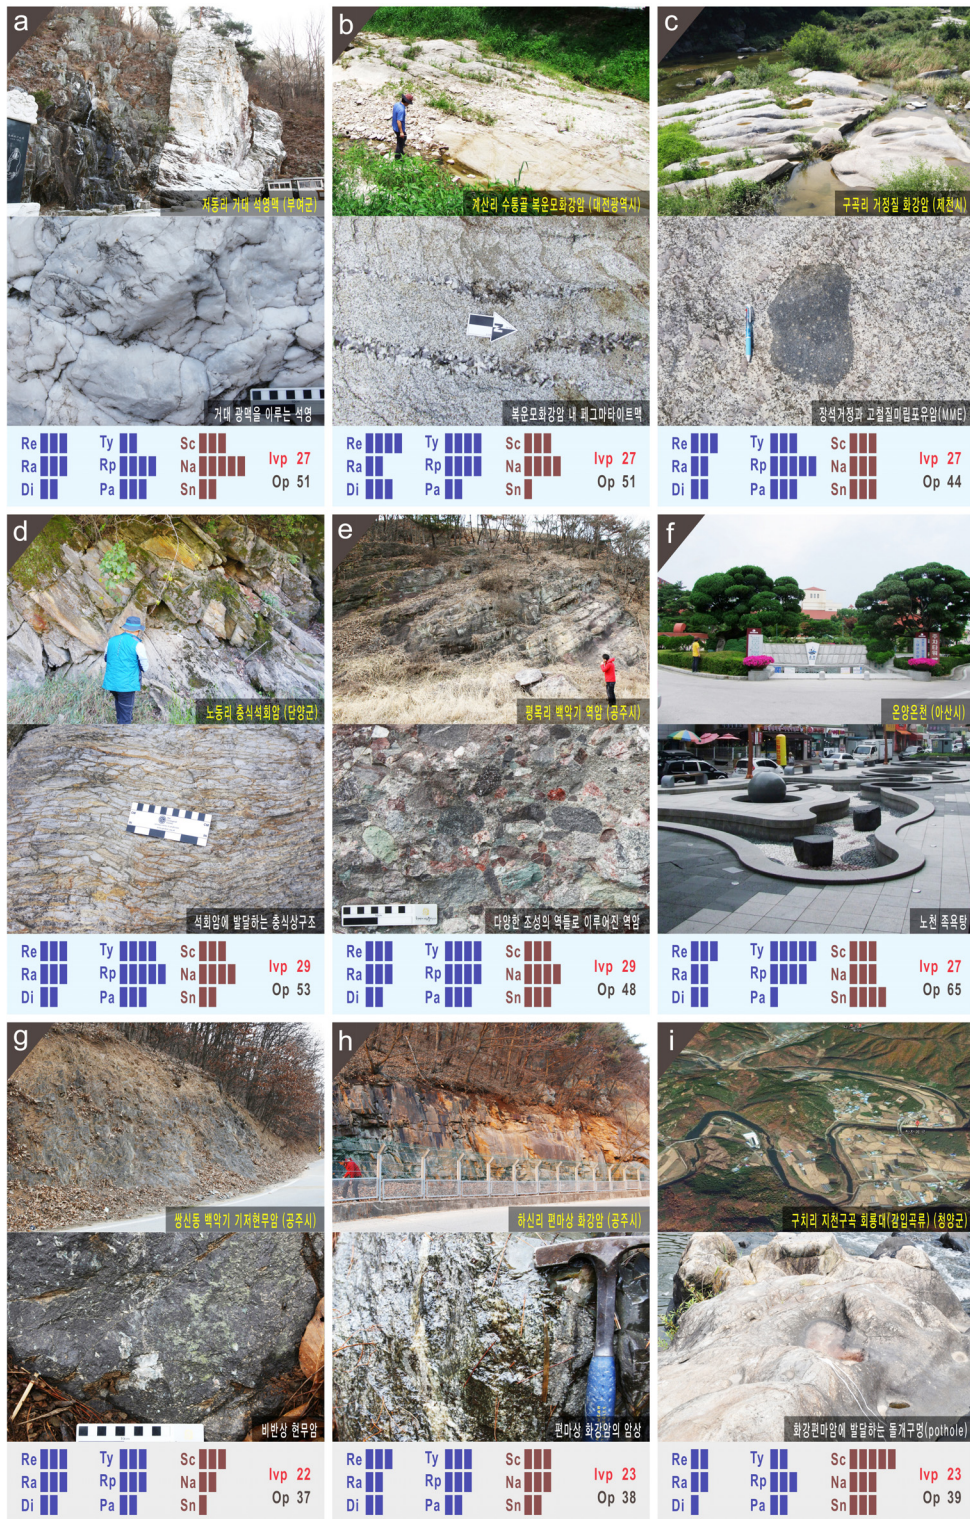 a
저동리 거대 석영맥 (부여군)
거대 광맥을 이루는 석영
Re Ty Sc
Ra Rp Na
Di Pa Sn
Ivp 27
Op 51
b
계산리 수통골 복운모화강암 (대전광역시)
복운모화강암 내 페그마타이트맥
Re Ty Sc
Ra Rp Na
Di Pa Sn
Ivp 27
Op 51
c
구곡리 거정질 화강암 (제천시)
장석거정과 고철질미립포유암(MME)
Re Ty Sc
Ra Rp Na
Di Pa Sn
Ivp 27
Op 44
d
노동리 충식석회암 (단양군)
석회암에 발달하는 충식상구조
Re Ty Sc
Ra Rp Na
Di Pa Sn
Ivp 29
Op 53
e
평목리 백악기 역암 (공주시)
다양한 조성의 역들로 이루어진 역암
Re Ty Sc
Ra Rp Na
Di Pa Sn
Ivp 29
Op 48
f
온양온천 (아산시)
노천 족욕탕
Re Ty Sc
Ra Rp Na
Di Pa Sn
Ivp 27
Op 65
g
쌍신동 백악기 기저현무암 (공주시)
비반상 현무암
Re Ty Sc
Ra Rp Na
Di Pa Sn
Ivp 22
Op 37
h
하신리 편마상 화강암 (공주시)
편마상 화강암의 암상
Re Ty Sc
Ra Rp Na
Di Pa Sn
Ivp 23
Op 38
i
구치리 지천구곡 회룡대(감입곡류) (청양군)
화강편마암에 발달하는 돌개구멍(pothole)
Re Ty Sc
Ra Rp Na
Di Pa Sn
Ivp 23
Op 39